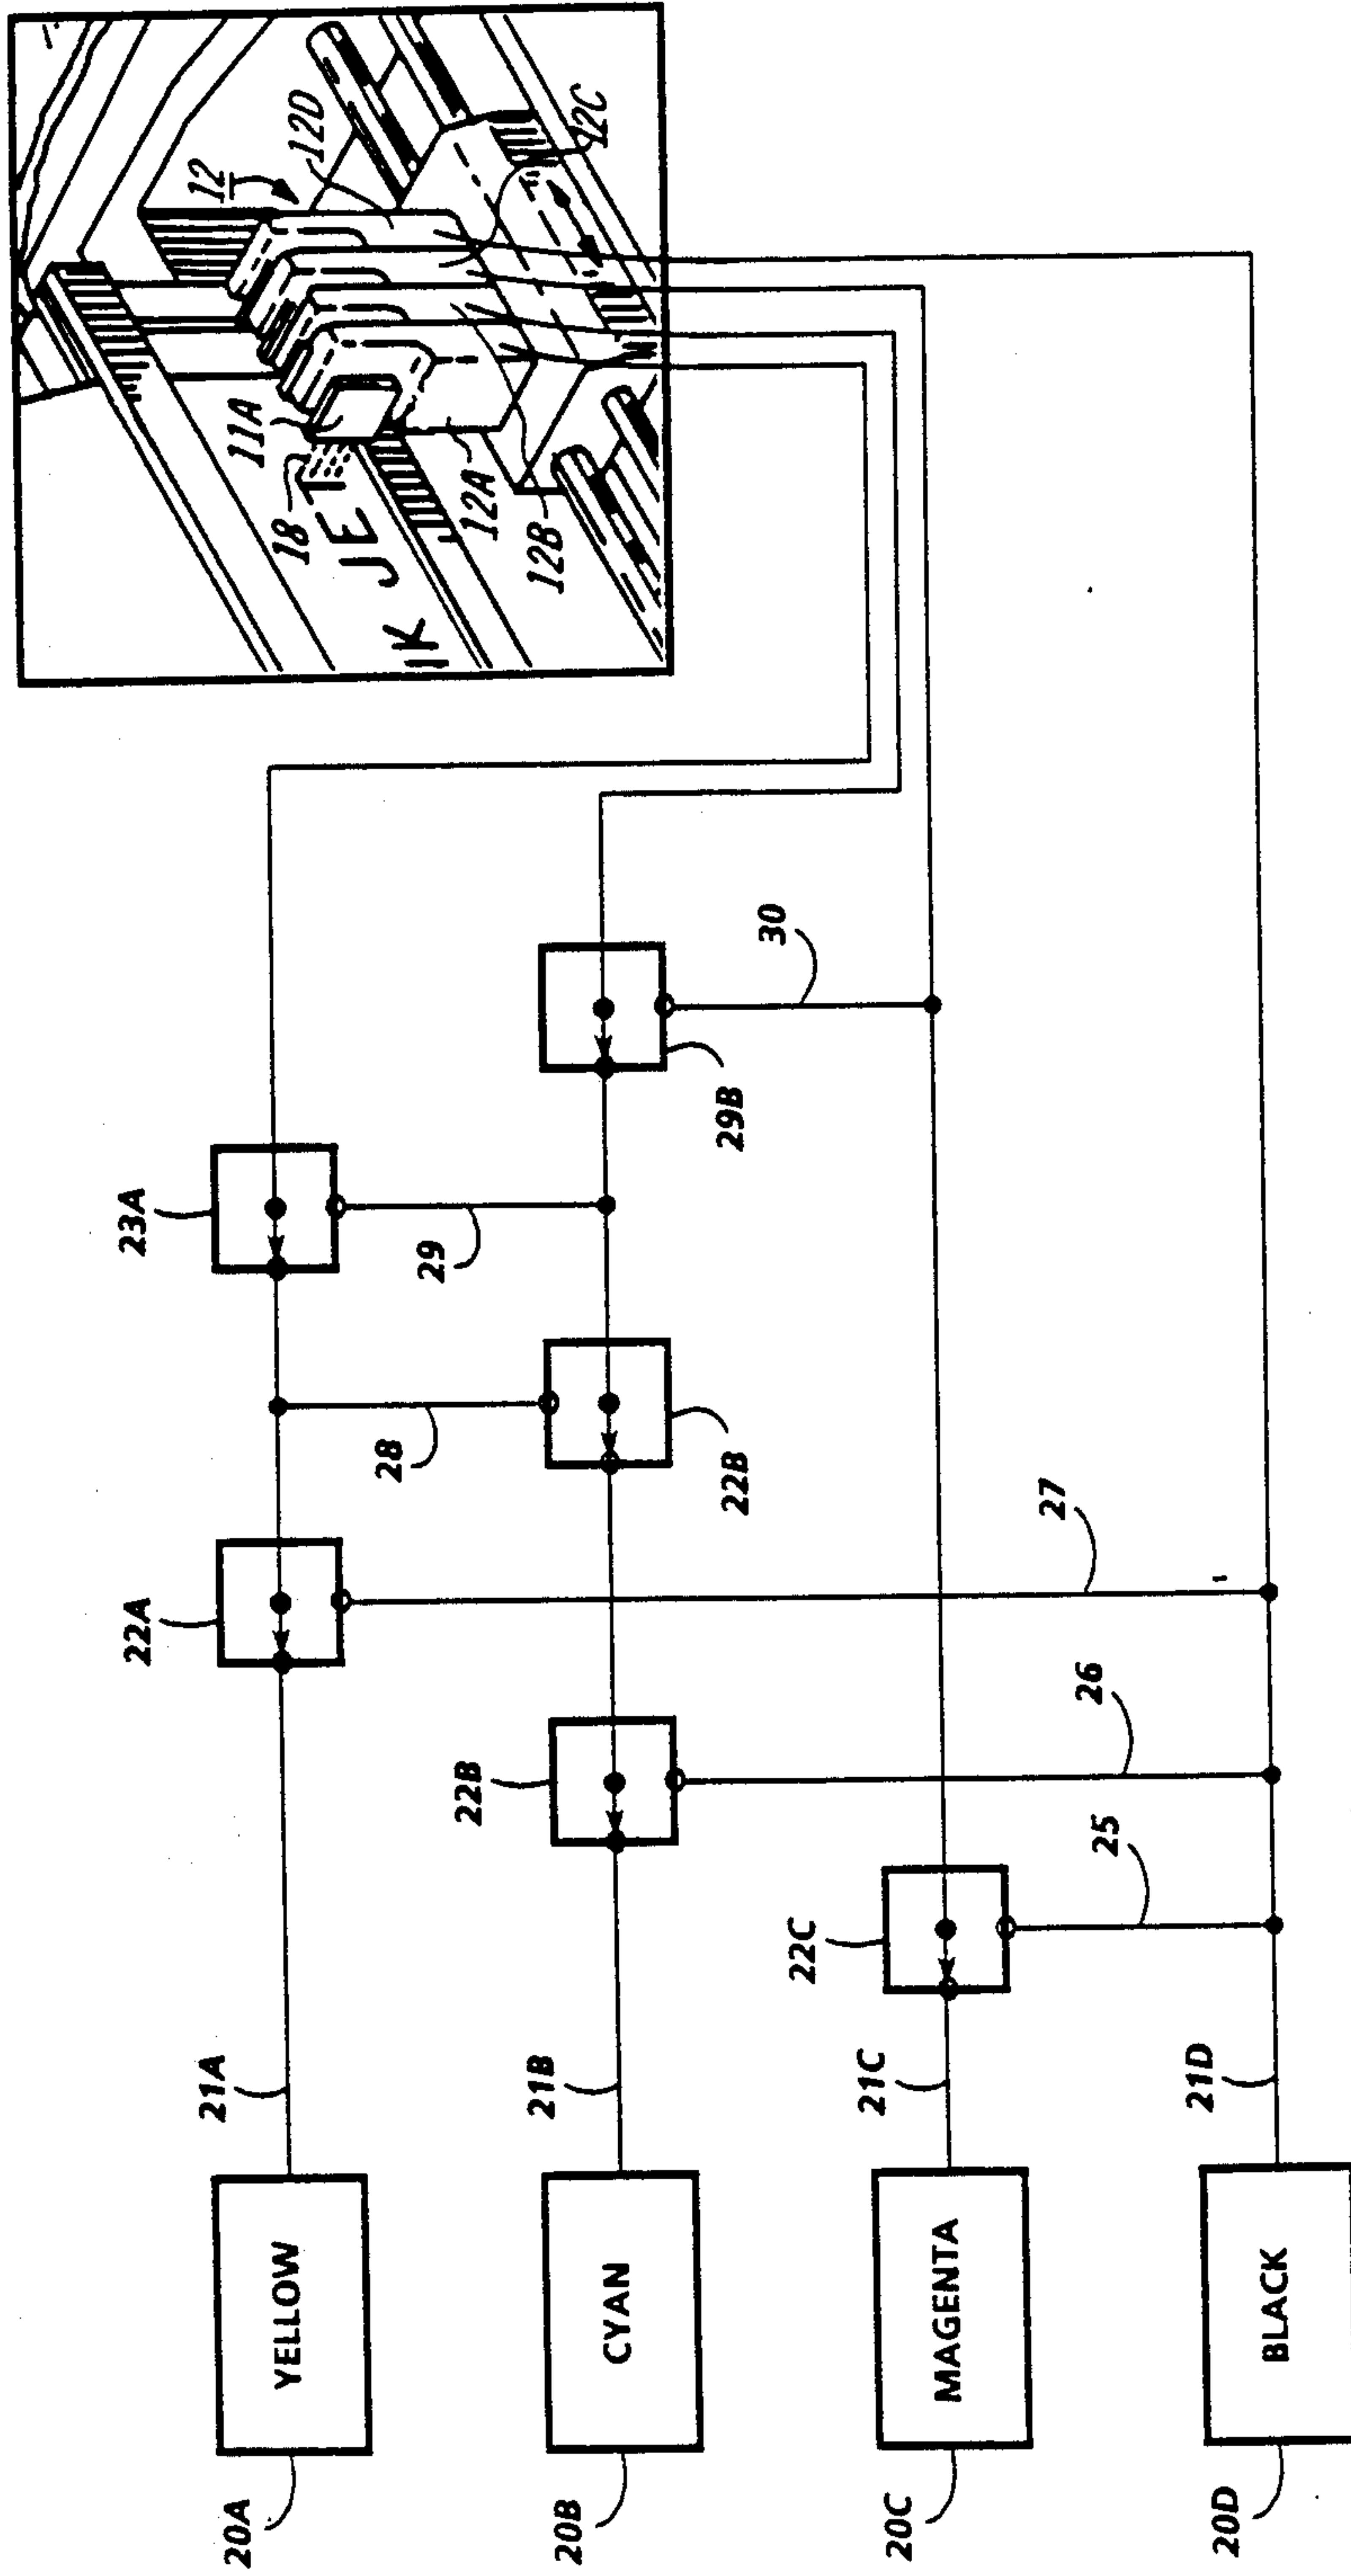 12
12D
11A
18
JET
IK
12A
12B
12C
23A
29
30
29B
22A
28
22B
27
22B
26
22C
25
21A
21B
21C
21D
20A
YELLOW
20B
CYAN
20C
MAGENTA
20D
BLACK